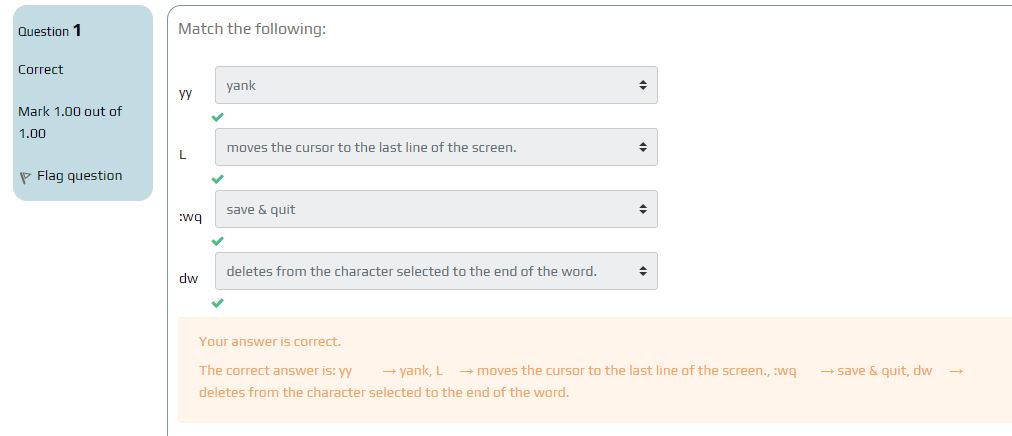 Question 1
Correct
Mark 1.00 out of
1.00
Flag question
Match the following:
yy
yank
L
moves the cursor to the last line of the screen.
:wq
save & quit
dw
deletes from the character selected to the end of the word.
Your answer is correct.
The correct answer is: yy → yank, L → moves the cursor to the last line of the screen., :wq → save & quit, dw →
deletes from the character selected to the end of the word.